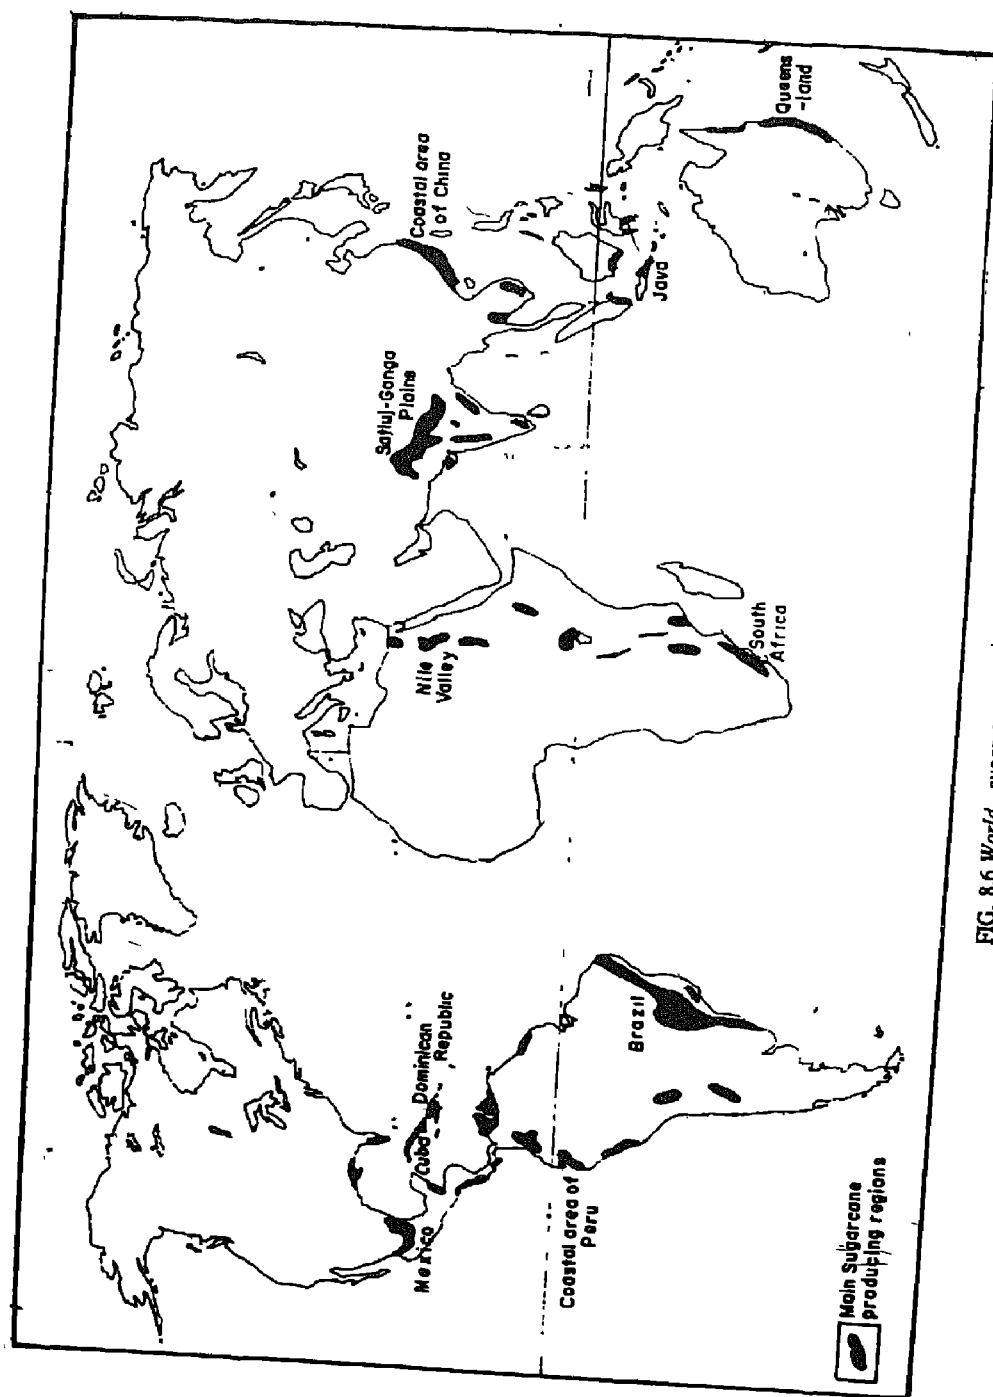 Coastal area
of China
Queens
-land
Satluj-Ganga
Plains
Java
Nile
Valley
South
Africa
Mexico
Cuba
Dominican
Republic
Coastal area of
Peru
Brazil
Main Sugarcane
producing regions
FIG. 8.6 World